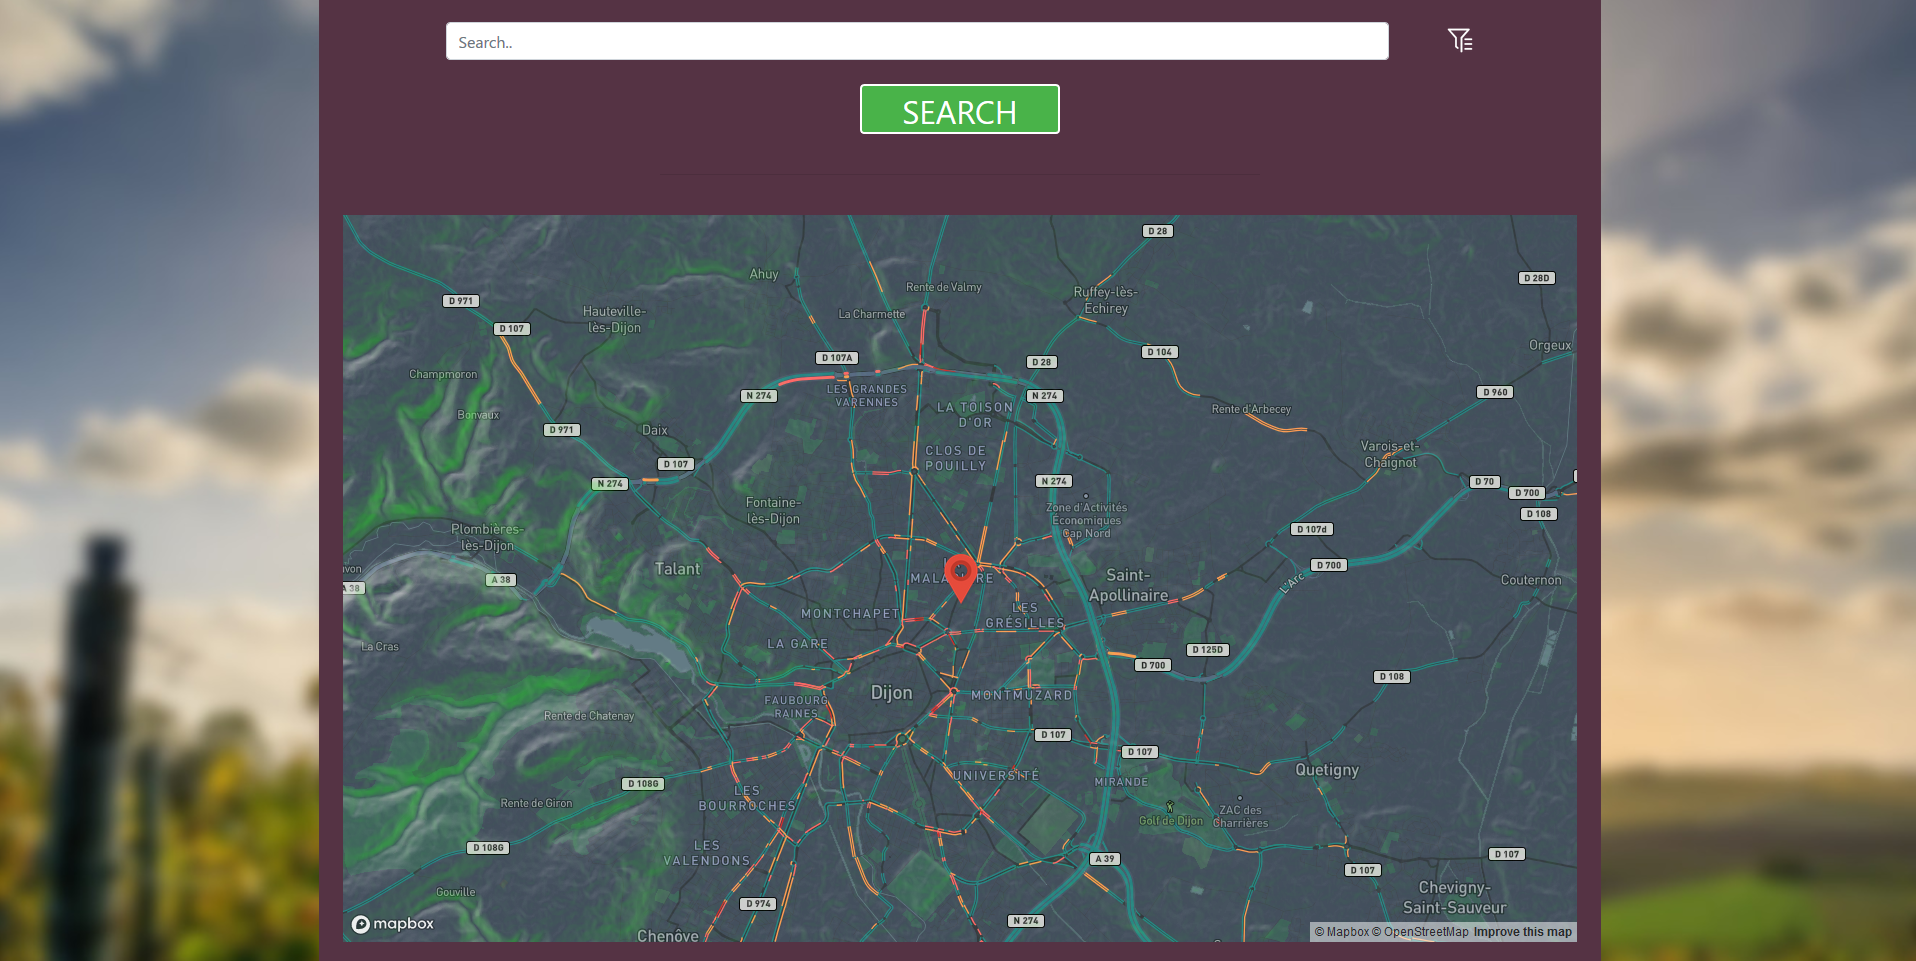 Search..
SEARCH
D 28
Ahuy
D 28D
Rente de Valmy
Ruffey-lès-
Echirey
D 971
Hauteville-
lès-Dijon
La Charmette
D 107
Orgeux
D 107A
D 28
D 104
Champmoron
LES GRANDES
VARENNES
N 274
N 274
D 960
Bonvaux
LA TOISON
D'OR
Rente d'Arbecey
D 971
Daix
Varois-et-
Chaignot
CLOS DE
POUILLY
D 107
N 274
N 274
D 70
D 700
D 108
Fontaine-
lès-Dijon
Zone d'Activités
Economiques
Cap Nord
Plombières-
lès-Dijon
D 107d
D 700
Talant
A 38
A 38
L'Arc
Couternon
Saint-
Apollinaire
MONTCHAPET
LES
GRÉSILLES
La Cras
LA GARE
D 125D
D 700
D 108
Dijon
MONTMUZARD
FAUBOURG
RAINES
Rente de Chatenay
D 107
D 107
Quetigny
UNIVERSITÉ
MIRANDE
D 108G
LES
BOURROCHES
Rente de Giron
ZAC des
Charrières
Golf de Dijon
D 108G
LES
VALENDONS
A 39
D 107
D 107
Gouville
Chevigny-
Saint-Sauveur
D 974
N 274
Chenôve
mapbox
© Mapbox © OpenStreetMap Improve this map